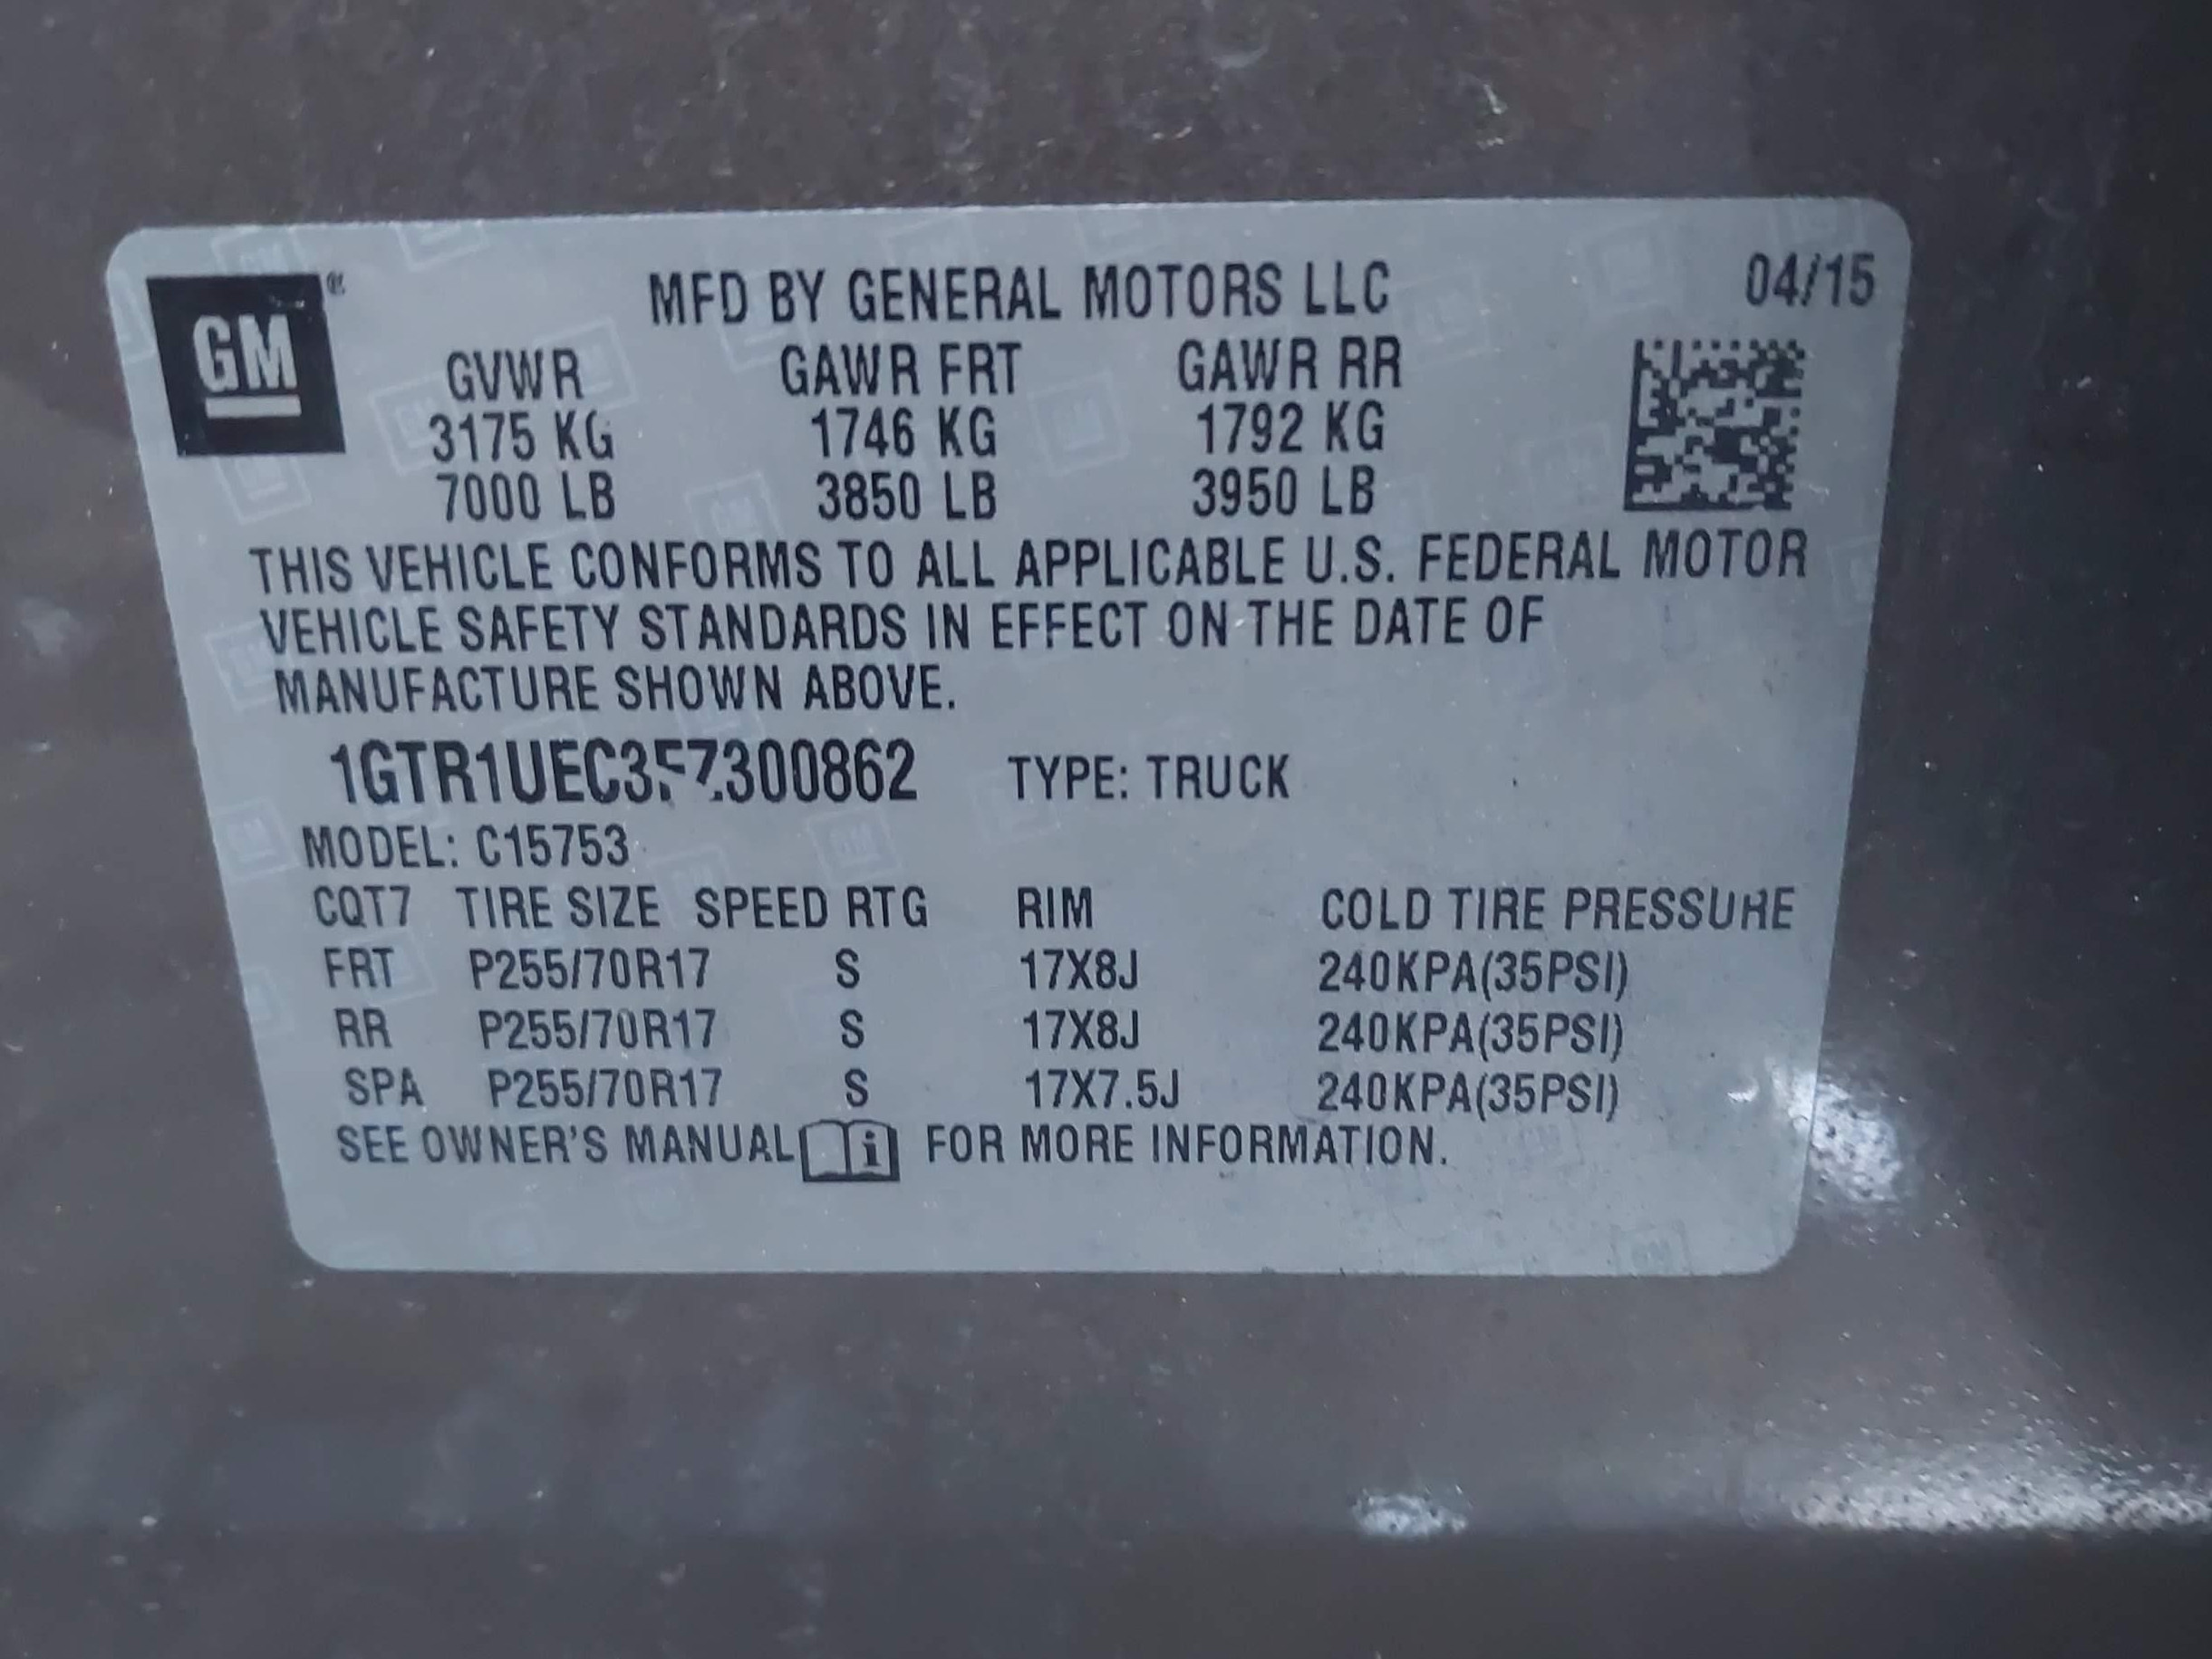 GM ® MFD BY GENERAL MOTORS LLC 04/15
GVWR GAWR FRT GAWR RR
3175 KG 1746 KG 1792 KG
7000 LB 3850 LB 3950 LB
THIS VEHICLE CONFORMS TO ALL APPLICABLE U.S. FEDERAL MOTOR
VEHICLE SAFETY STANDARDS IN EFFECT ON THE DATE OF
MANUFACTURE SHOWN ABOVE.
1GTR1UEC3FZ300862 TYPE: TRUCK
MODEL: C15753
CQT7 TIRE SIZE SPEED RTG RIM COLD TIRE PRESSURE
FRT P255/70R17 S 17X8J 240KPA(35PSI)
RR P255/70R17 S 17X8J 240KPA(35PSI)
SPA P255/70R17 S 17X7.5J 240KPA(35PSI)
SEE OWNER'S MANUAL i FOR MORE INFORMATION.